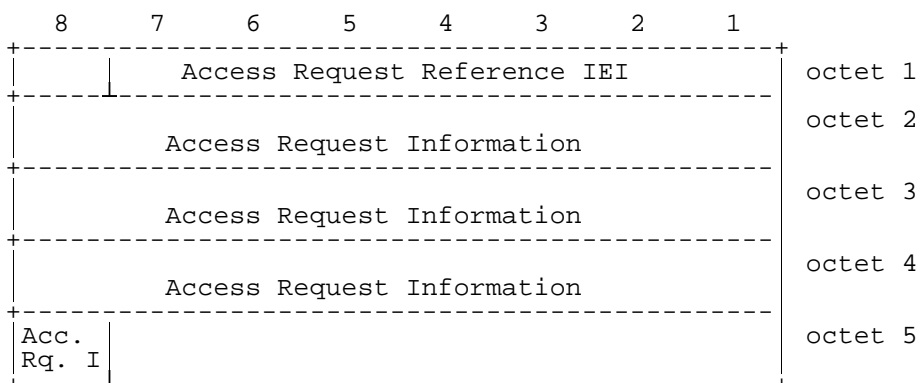 8 7 6 5 4 3 2 1
Access Request Reference IEI octet 1
octet 2
Access Request Information
octet 3
Access Request Information
octet 4
Access Request Information
Acc. octet 5
Rq. I